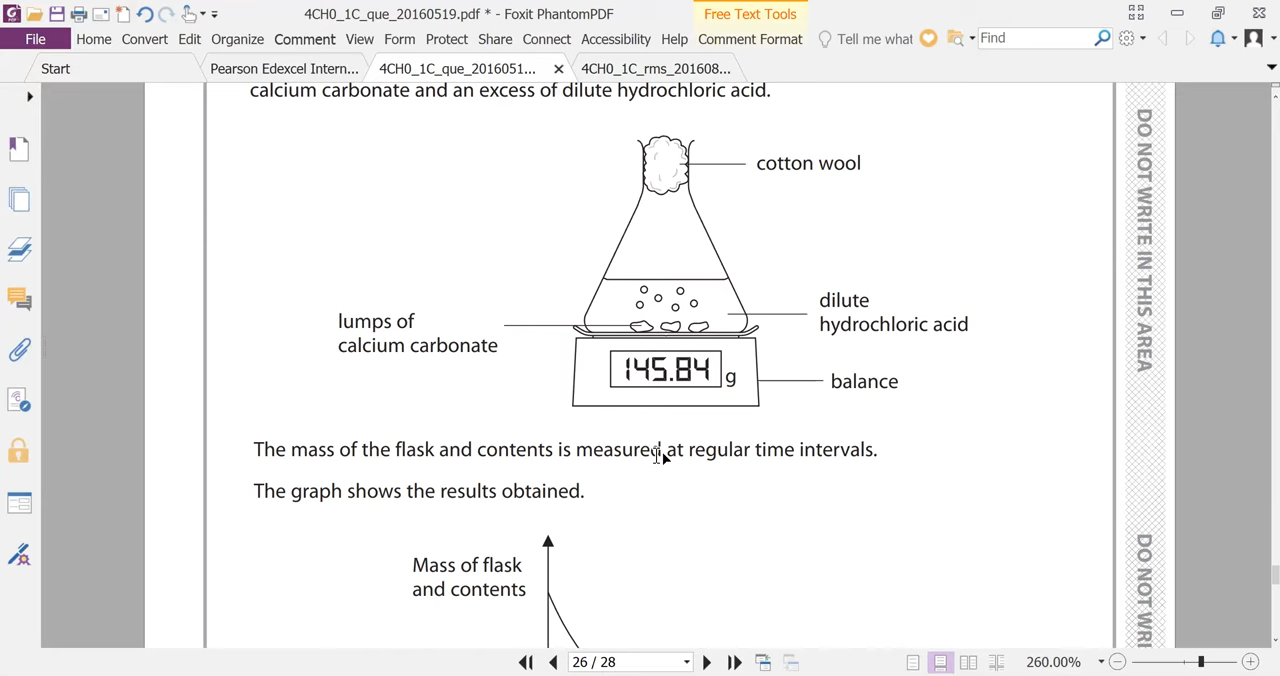 4CH0_1C_que_20160519.pdf * - Foxit PhantomPDF
Free Text Tools
File Home Convert Edit Organize Comment View Form Protect Share Connect Accessibility Help Comment Format Tell me what Find
Start
Pearson Edexcel Intern...
4CH0_1C_que_2016051...
4CH0_1C_rms_201608...
calcium carbonate and an excess of dilute hydrochloric acid.
cotton wool
dilute
hydrochloric acid
lumps of
calcium carbonate
145.84 g
balance
The mass of the flask and contents is measured at regular time intervals.
The graph shows the results obtained.
Mass of flask
and contents
DO NOT WRITE IN THIS AREA
DO NOT WRI
26 / 28
260.00%